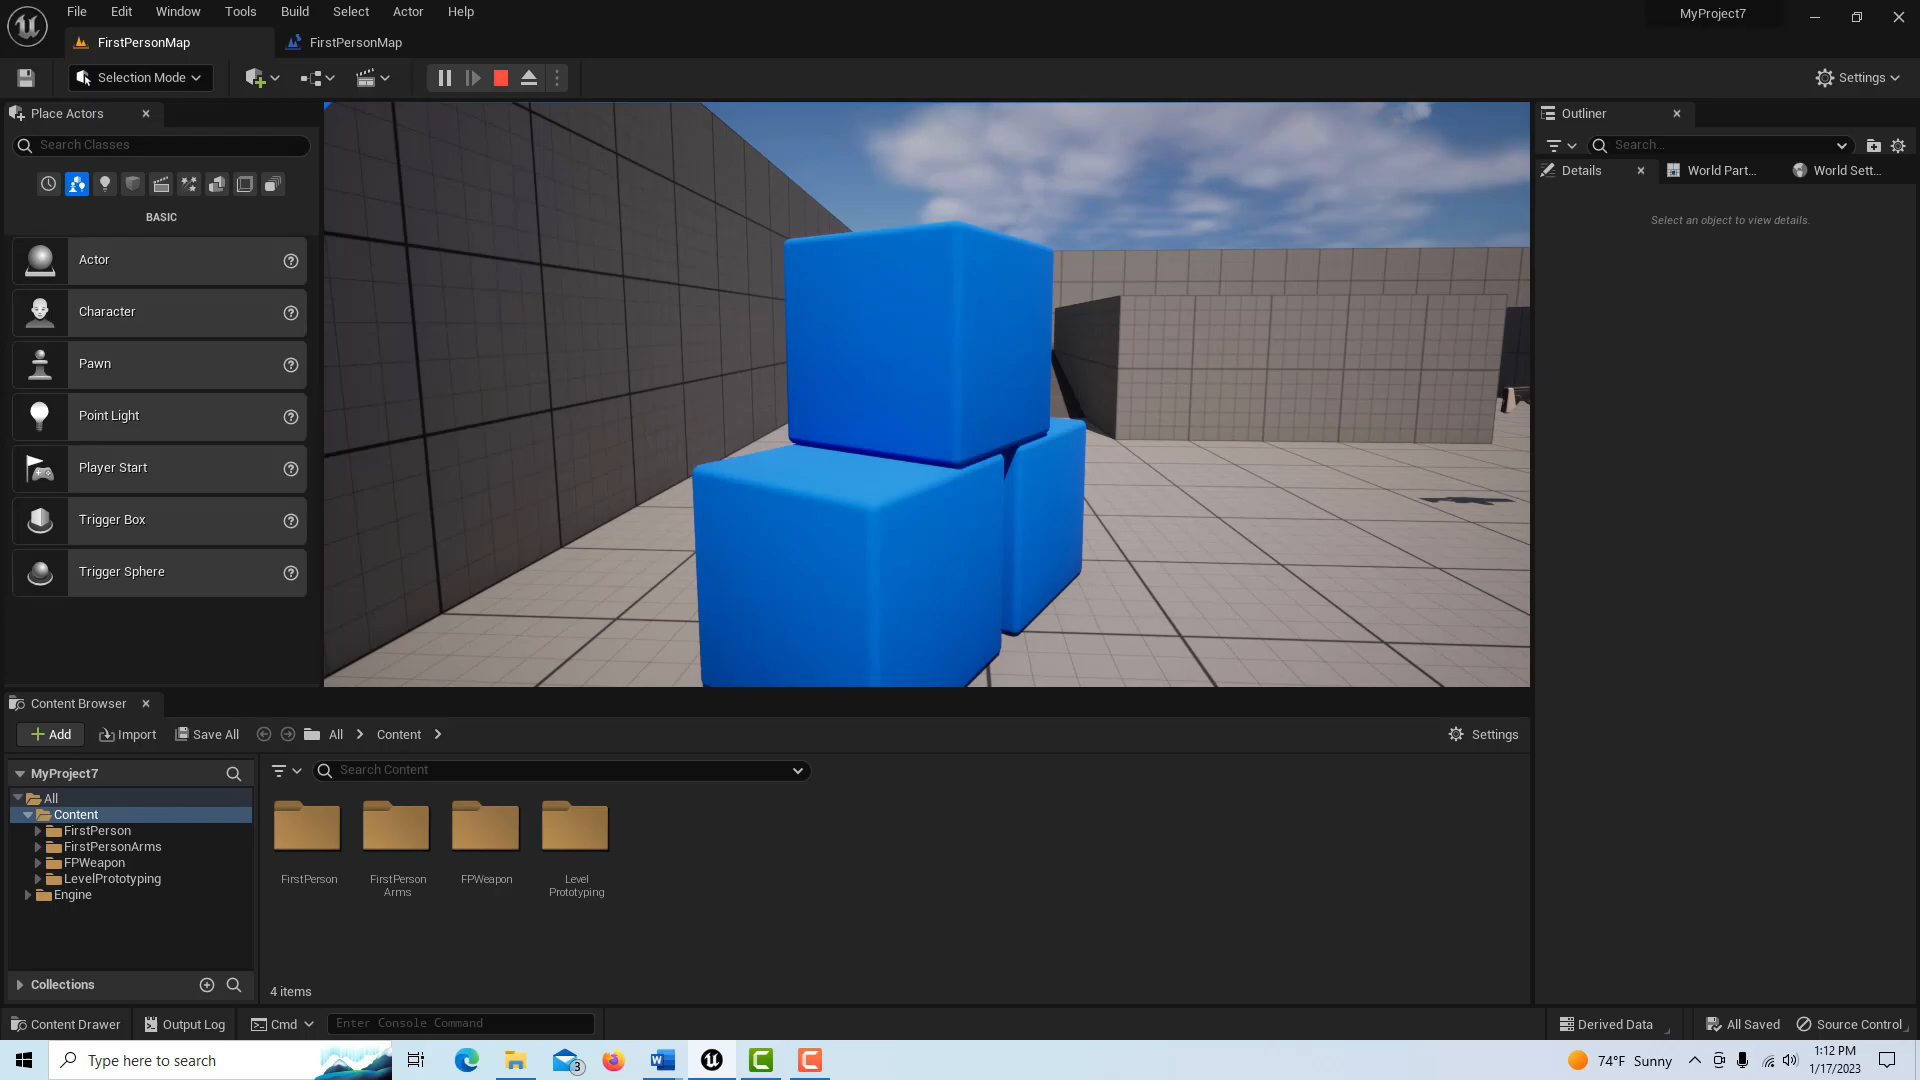 File Edit Window Tools Build Select Actor Help
MyProject7
FirstPersonMap
FirstPersonMap
Selection Mode
Settings
Place Actors
Search Classes
BASIC
Actor
Character
Pawn
Point Light
Player Start
Trigger Box
Trigger Sphere
Outliner
Search...
Details
World Part...
World Sett...
Select an object to view details.
Content Browser
Add
Import
Save All
All
Content
Settings
MyProject7
All
Content
FirstPerson
FirstPersonArms
FPWeapon
LevelPrototyping
Engine
Collections
Search Content
FirstPerson
FirstPerson
Arms
FPWeapon
Level
Prototyping
4 items
Content Drawer
Output Log
Cmd
Enter Console Command
Derived Data
All Saved
Source Control
Type here to search
3
74°F Sunny
1:12 PM
1/17/2023